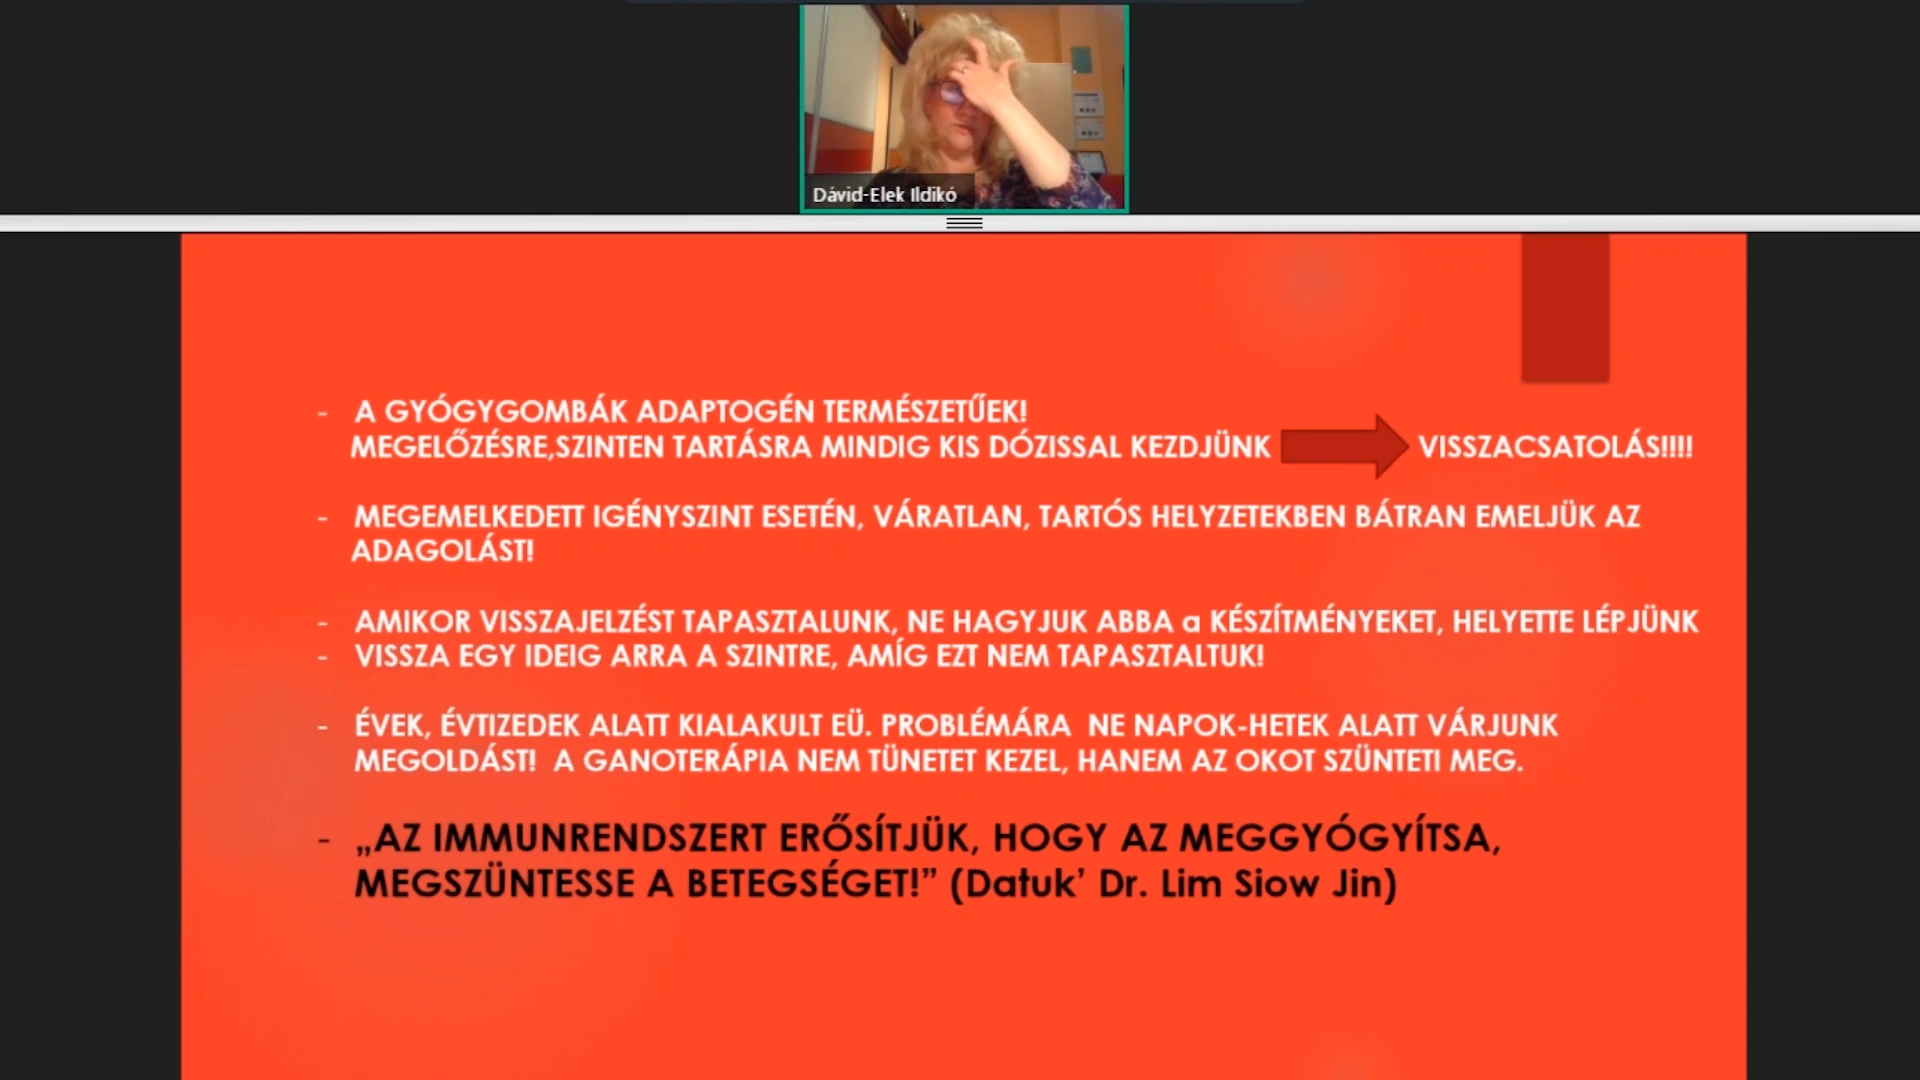 Dávid-Elek Ildikó
- A GYÓGYGOMBÁK ADAPTOGÉN TERMÉSZETŰEK!
MEGELŐZÉSRE,SZINTEN TARTÁSRA MINDIG KIS DÓZISSAL KEZDJÜNK VISSZACSATOLÁS!!!!
- MEGEMELKEDETT IGÉNYSZINT ESETÉN, VÁRATLAN, TARTÓS HELYZETEKBEN BÁTRAN EMELJÜK AZ
ADAGOLÁST!
- AMIKOR VISSZAJELZÉST TAPASZTALUNK, NE HAGYJUK ABBA a KÉSZÍTMÉNYEKET, HELYETTE LÉPJÜNK
- VISSZA EGY IDEIG ARRA A SZINTRE, AMÍG EZT NEM TAPASZTALTUK!
- ÉVEK, ÉVTIZEDEK ALATT KIALAKULT EÜ. PROBLÉMÁRA NE NAPOK-HETEK ALATT VÁRJUNK
MEGOLDÁST! A GANOTERÁPIA NEM TÜNETET KEZEL, HANEM AZ OKOT SZÜNTETI MEG.
- „AZ IMMUNRENDSZERT ERŐSÍTJÜK, HOGY AZ MEGGYÓGYÍTSA,
MEGSZÜNTESSE A BETEGSÉGET!” (Datuk’ Dr. Lim Siow Jin)